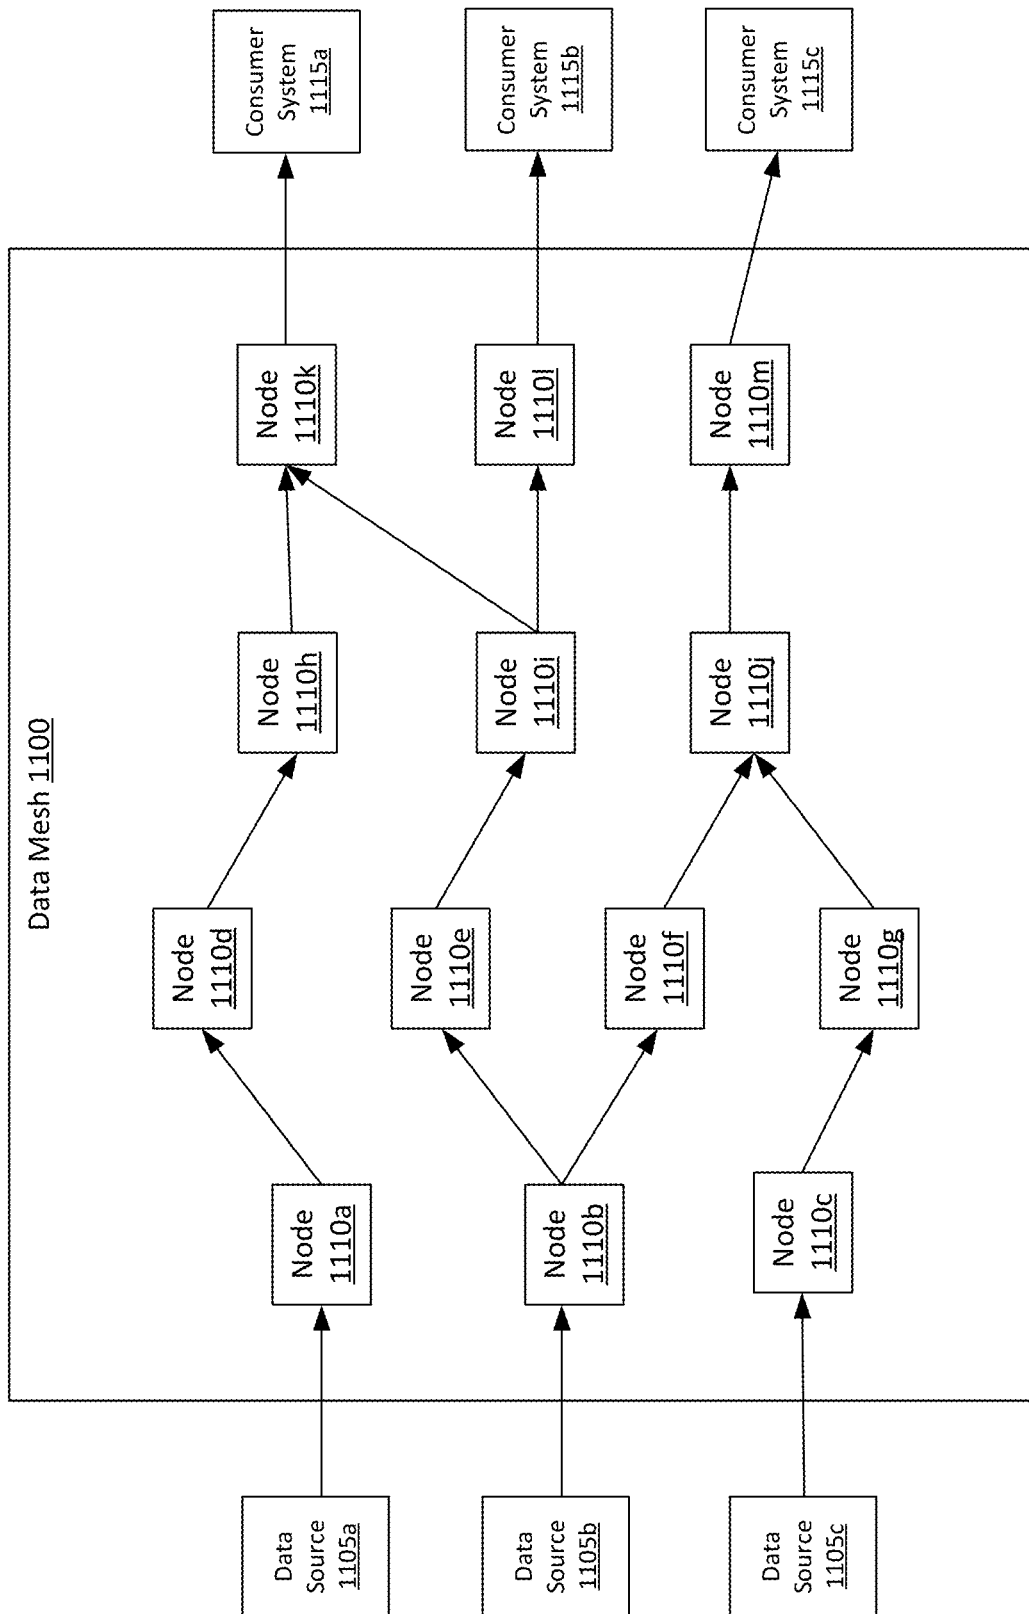 Data Mesh 1100
Data
Source
1105a
Data
Source
1105b
Data
Source
1105c
Node
1110a
Node
1110b
Node
1110c
Node
1110d
Node
1110e
Node
1110f
Node
1110g
Node
1110h
Node
1110i
Node
1110j
Node
1110k
Node
1110l
Node
1110m
Consumer
System
1115a
Consumer
System
1115b
Consumer
System
1115c